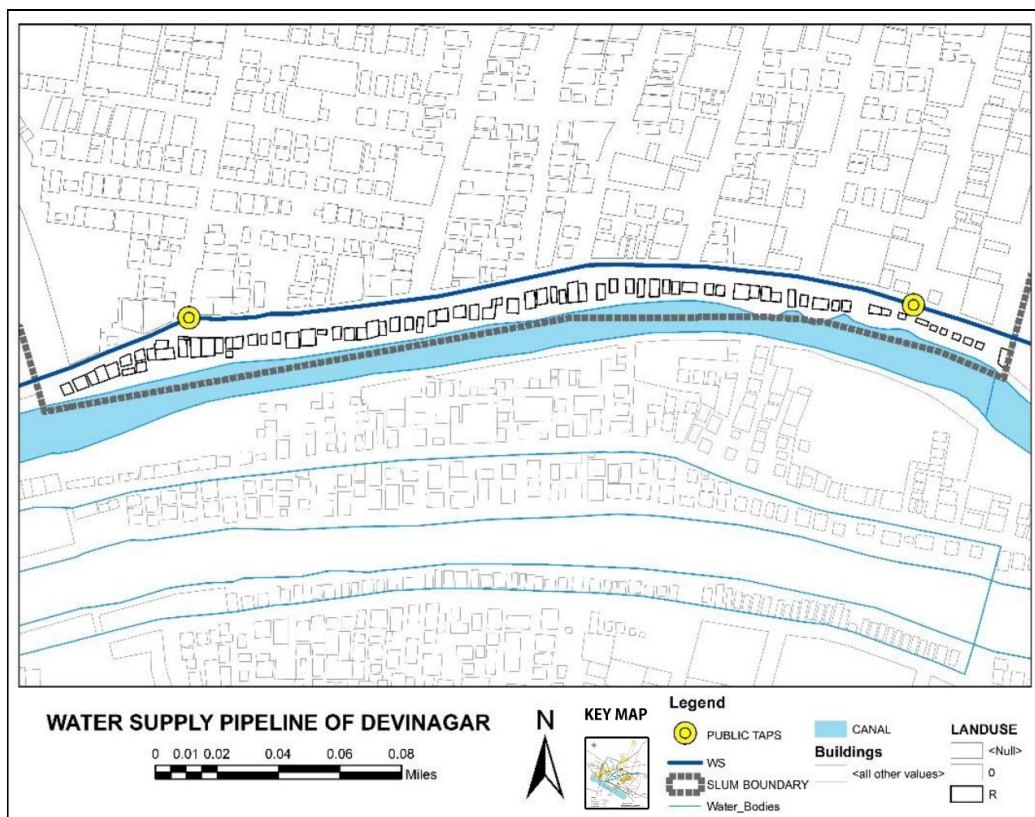 WATER SUPPLY PIPELINE OF DEVINAGAR
0 0.01 0.02 0.04 0.06 0.08
Miles
N
KEY MAP
Legend
PUBLIC TAPS
WS
SLUM BOUNDARY
Water_Bodies
CANAL
Buildings
<all other values>
LANDUSE
<Null>
0
R